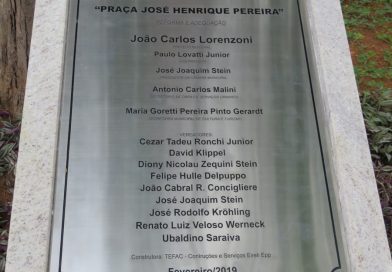 “PRAÇA JOSÉ HENRIQUE PEREIRA”
REFORMA E ADEQUAÇÃO
João Carlos Lorenzoni
Paulo Lovatti Junior
José Joaquim Stein
Antonio Carlos Malini
Maria Goretti Pereira Pinto Gerardt
VEREADORES:
Cezar Tadeu Ronchi Junior
David Klippel
Diony Nicolau Zequini Stein
Felipe Hulle Delpuppo
João Cabral R. Concigliere
José Joaquim Stein
José Rodolfo Kröhling
Renato Luiz Veloso Werneck
Ubaldino Saraiva
Construtora: TEFAC - Contruções e Serviços Eireli Epp
Fevereiro/2019